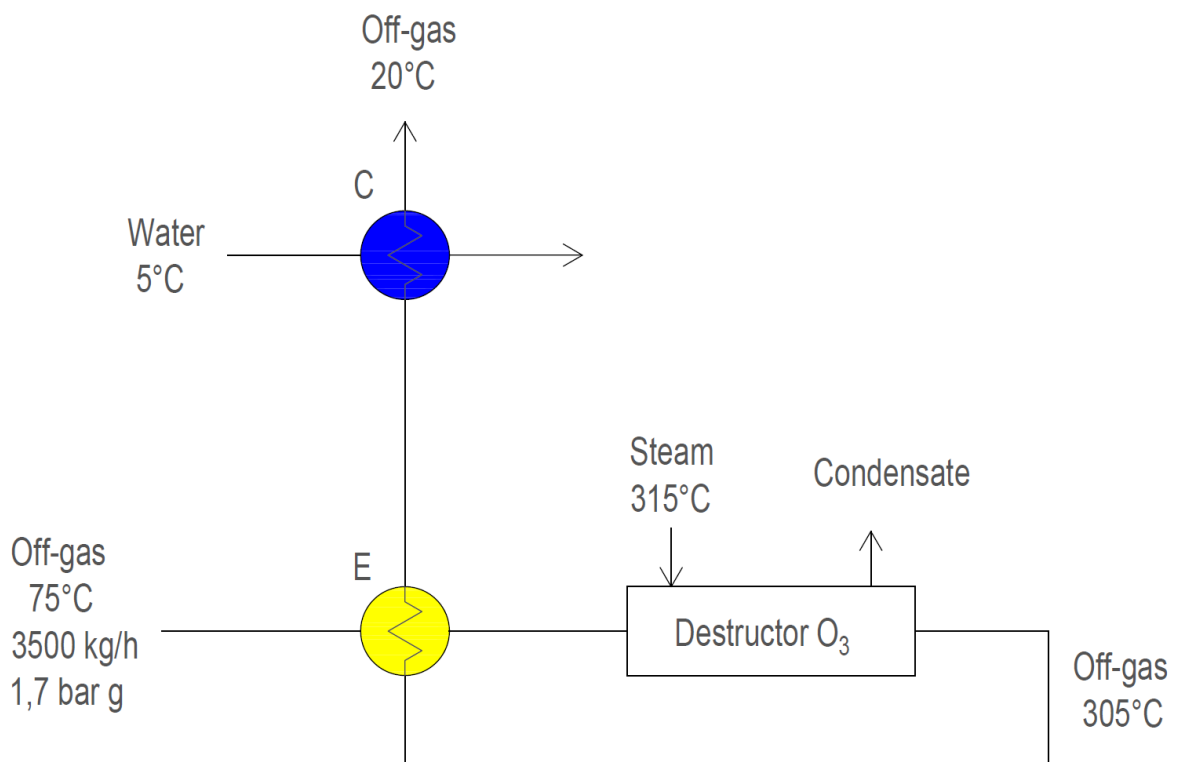 Off-gas
20°C
C
Water
5°C
Steam
315°C
Condensate
Off-gas
75°C
3500 kg/h
1,7 bar g
E
Destructor O₃
Off-gas
305°C